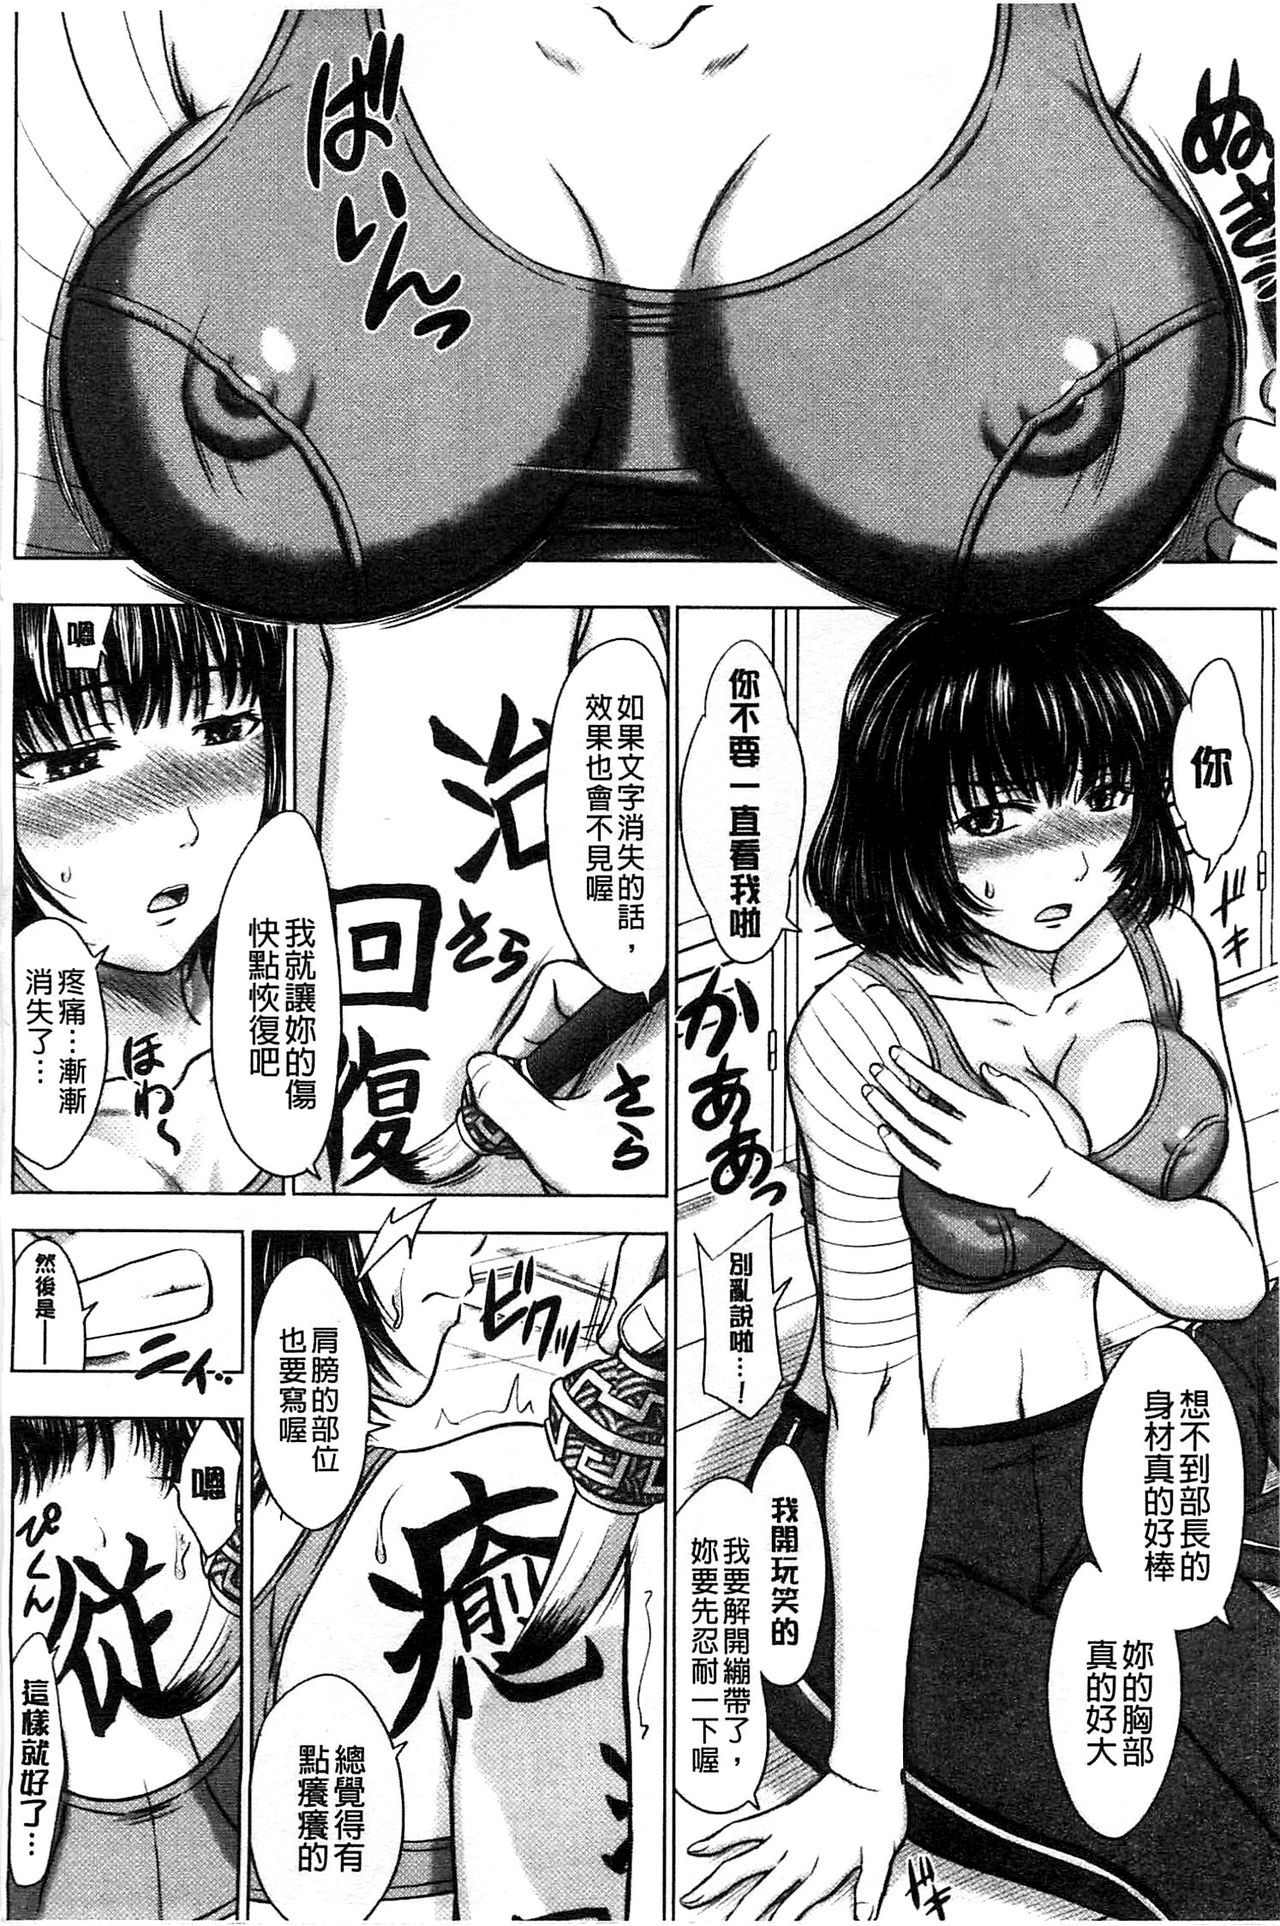 ばいんっ
ぬぎっ
你
ドキ
你不要一直看我啦
かああぁっ
想不到部長的
身材真的好棒
妳的胸部
真的好大
別亂說啦…！
我開玩笑的
我要解開繃帶了，
妳要先忍耐一下喔
ドキ
如果文字消失的話，
效果也會不見喔
治
回復
さら
さら
我就讓妳的傷
快點恢復吧
嗯
疼痛…漸漸
消失了…
ほわ～
肩膀的部位
也要寫喔
ビクッ
癒
總覺得有
點癢癢的
然後是──
ニィ…
嗯
ぴくん
従
這樣就好了…